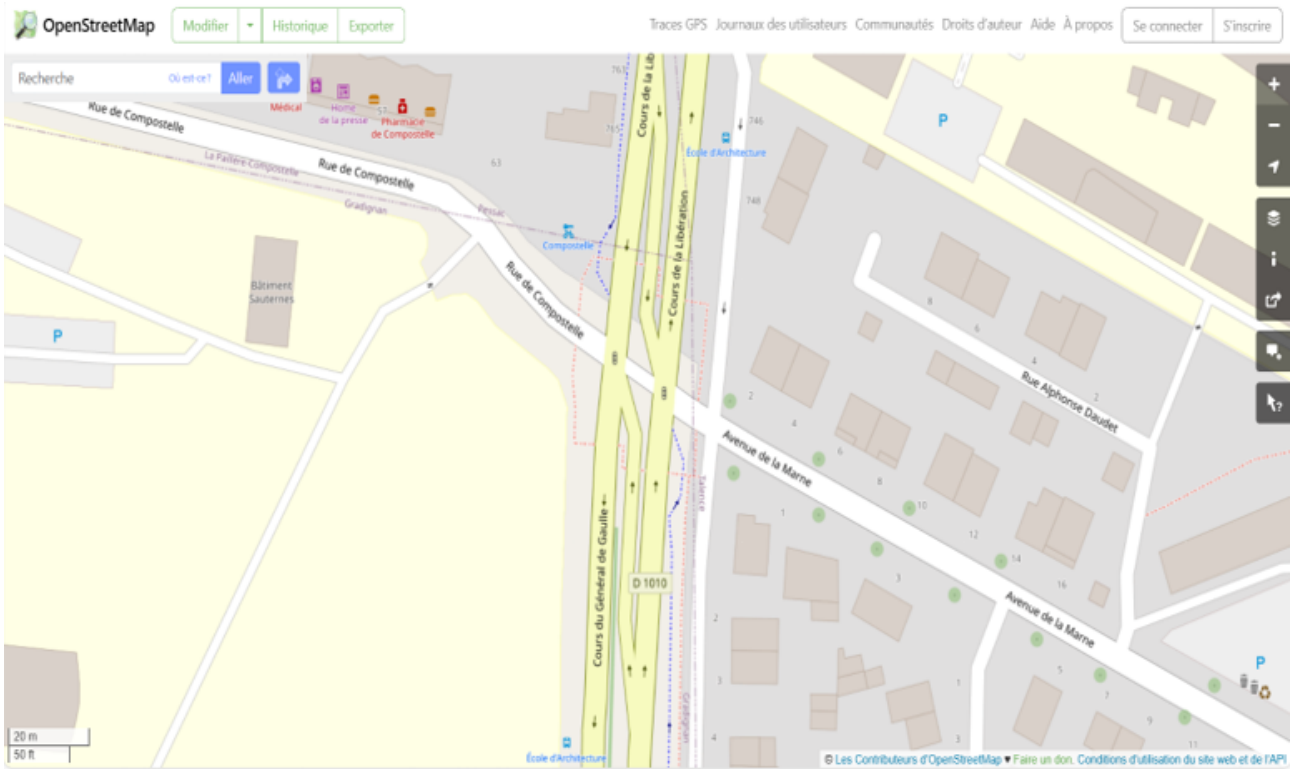 OpenStreetMap
Modifier
Historique
Exporter
Traces GPS
Journaux des utilisateurs
Communautés
Droits d'auteur
Aide
À propos
Se connecter
S'inscrire
Recherche
Où est-ce?
Aller
Médical
Home
de la presse
57
Pharmacie
de Compostelle
763
765
Cours de la Lib
746
École d'Architecture
P
Rue de Compostelle
La Paillère-Compostelle
Rue de Compostelle
63
Gradignan
Pessac
748
Compostelle
Cours de la Libération
Rue de Compostelle
Bâtiment
Sauternes
P
8
6
4
2
Rue Alphonse Daudet
2
4
6
8
10
12
14
16
Avenue de la Marne
Talence
1
3
Cours du Général de Gaulle
D 1010
Avenue de la Marne
2
3
4
1
3
5
7
9
11
P
Gradignan
École d'Architecture
20 m
50 ft
© Les Contributeurs d'OpenStreetMap ♥ Faire un don. Conditions d'utilisation du site web et de l'API